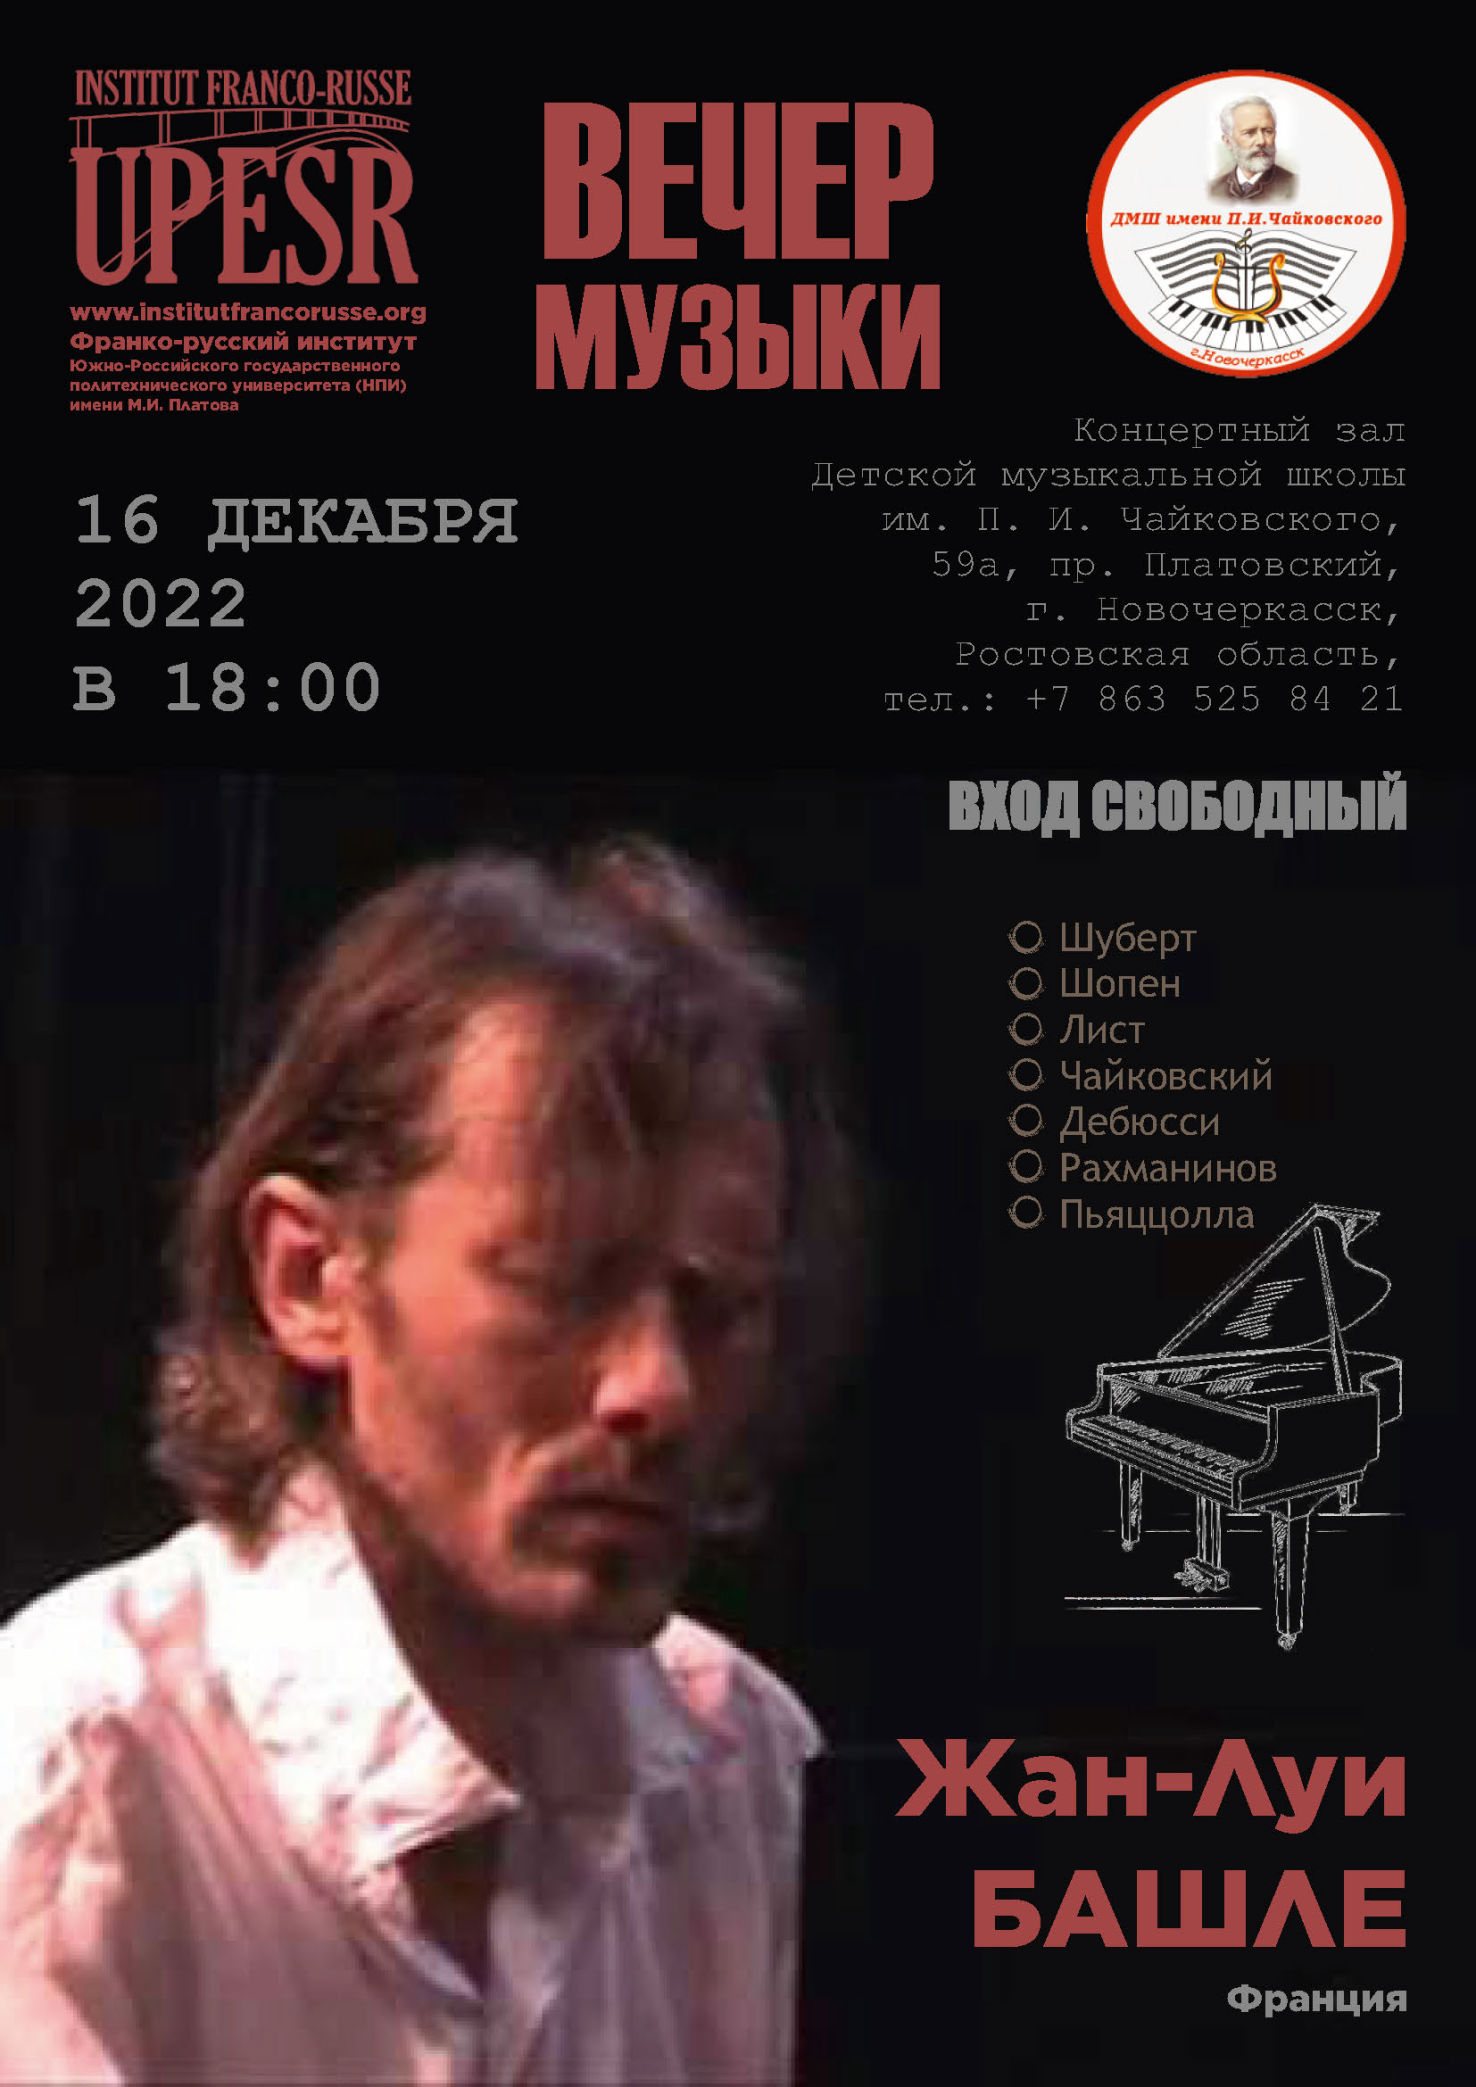 INSTITUT FRANCO-RUSSE
UPESR
www.institutfrancorusse.org
Франко-русский институт
Южно-Российского государственного
политехнического университета (НПИ)
имени М.И. Платова
ВЕЧЕР
МУЗЫКИ
ДМШ имени П.И.Чайковского
г.Новочеркасск
16 ДЕКАБРЯ
2022
В 18:00
Концертный зал
Детской музыкальной школы
им. П. И. Чайковского,
59а, пр. Платовский,
г. Новочеркасск,
Ростовская область,
тел.: +7 863 525 84 21
ВХОД СВОБОДНЫЙ
Шуберт
Шопен
Лист
Чайковский
Дебюсси
Рахманинов
Пьяццолла
Жан-Луи
БАШЛЕ
Франция